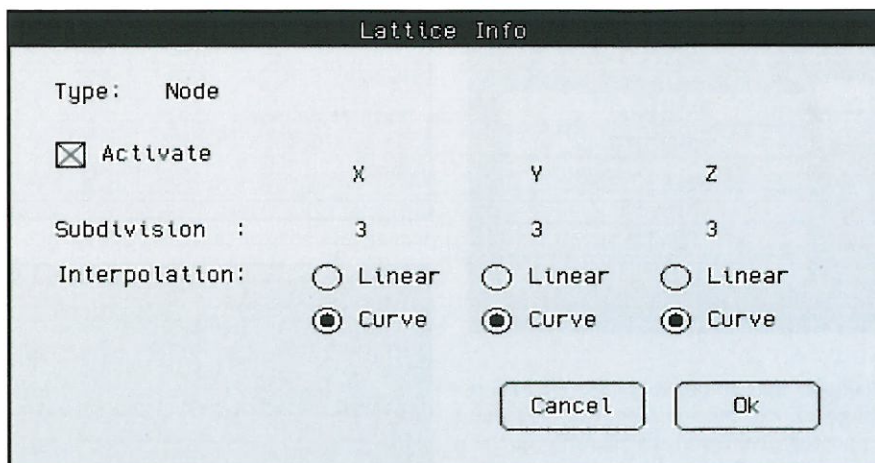 Lattice Info
Type: Node
Activate
X Y Z
Subdivision : 3 3 3
Interpolation: Linear Linear Linear
Curve Curve Curve
Cancel Ok